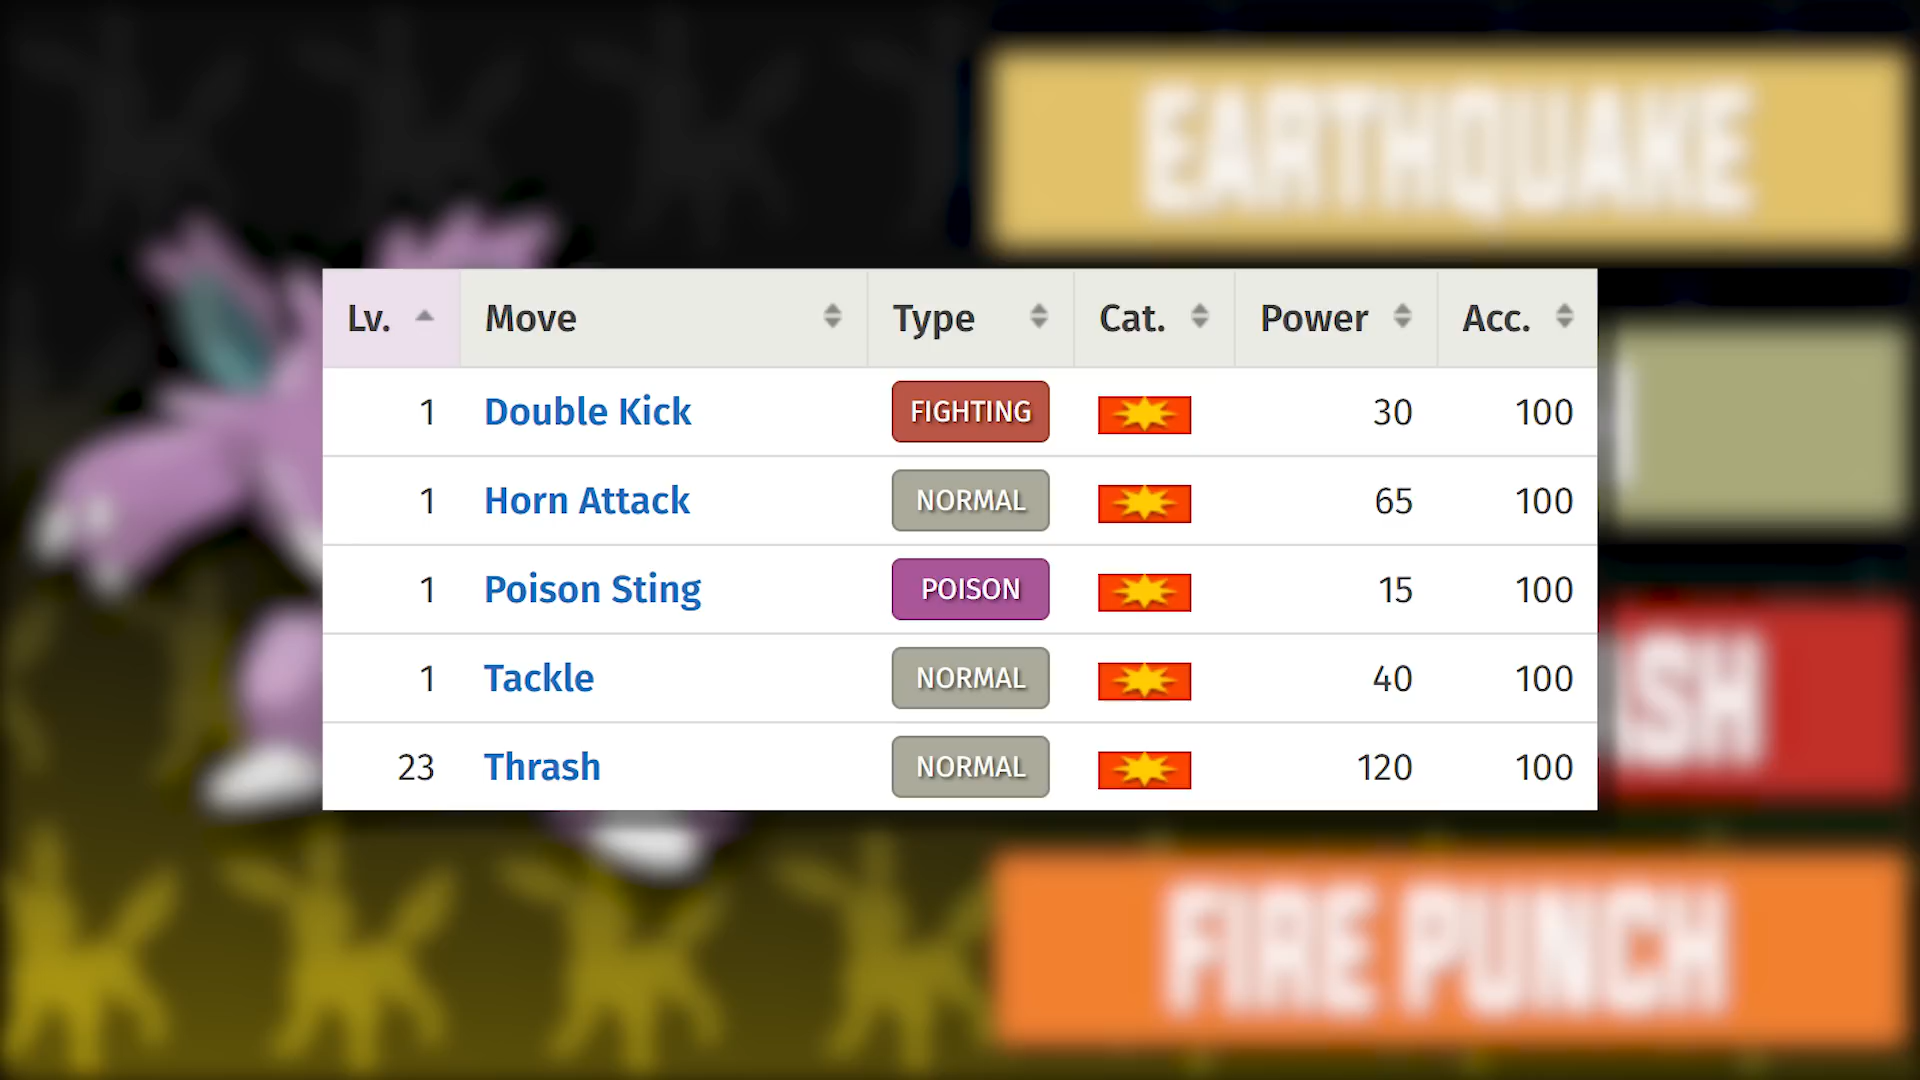 EARTHQUAKE
Lv. Move Type Cat. Power Acc.
1 Double Kick FIGHTING 30 100
1 Horn Attack NORMAL 65 100
1 Poison Sting POISON 15 100
1 Tackle NORMAL 40 100
23 Thrash NORMAL 120 100
SH
FIRE PUNCH